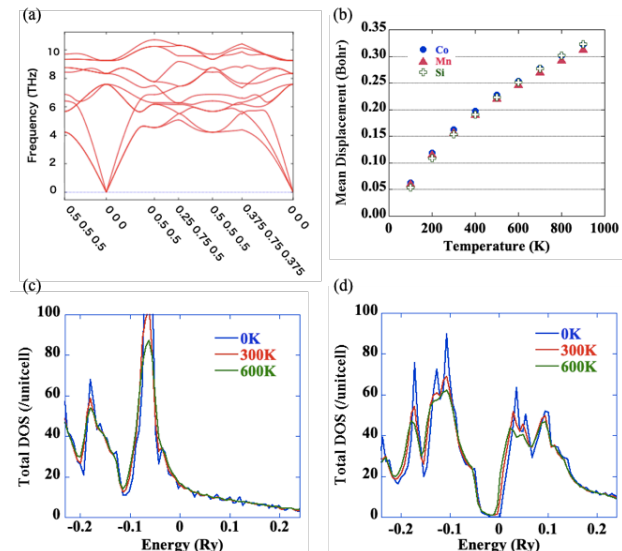 (a)
Frequency (THz)
10
8
6
4
2
0
0.5 0.5 0.5
0 0 0
0.5 0 0.5
0.25 0.75 0.5
0.5 0.5 0.5
0.375 0.75 0.375
0 0 0
(b)
Mean Displacement (Bohr)
0.35
0.30
0.25
0.20
0.15
0.10
0.05
0.00
Co
Mn
Si
0 200 400 600 800 1000
Temperature (K)
(c)
Total DOS (/unitcell)
100
80
60
40
20
0
0K
300K
600K
-0.2 -0.1 0 0.1 0.2
Energy (Ry)
(d)
Total DOS (/unitcell)
100
80
60
40
20
0
0K
300K
600K
-0.2 -0.1 0 0.1 0.2
Energy (Ry)